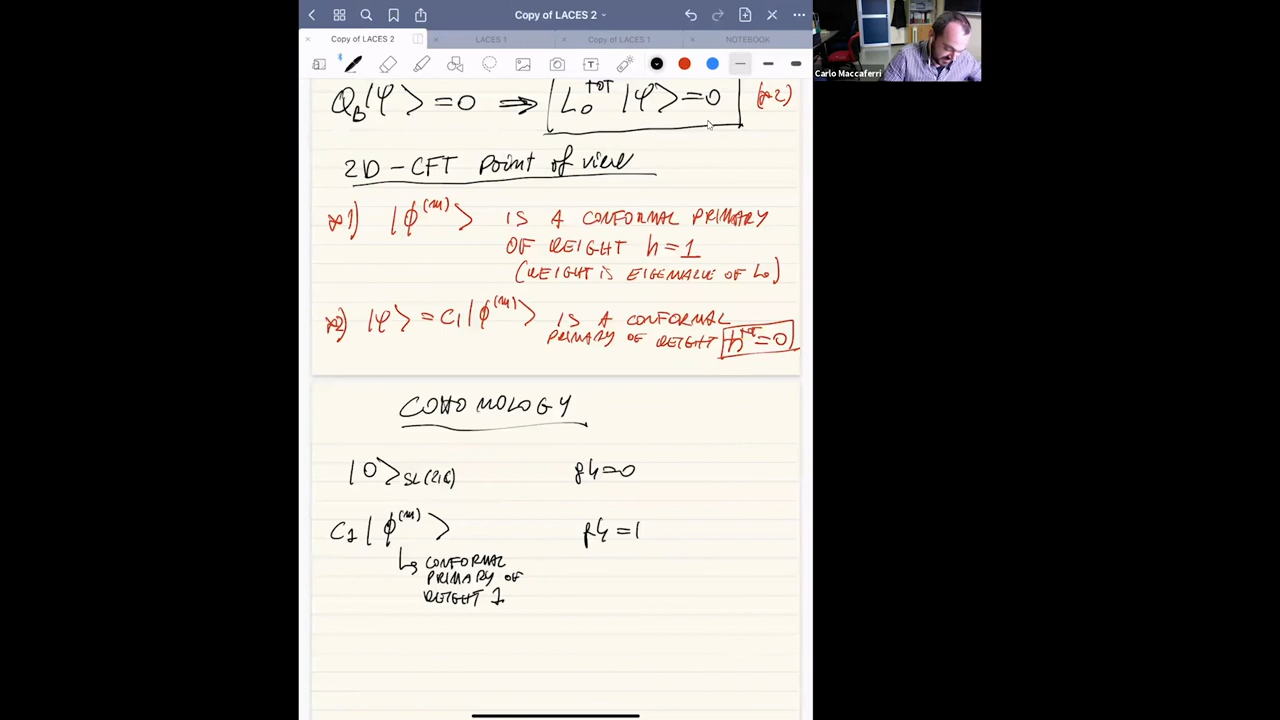 Copy of LACES 2
Copy of LACES 2
LACES 1
Copy of LACES 1
NOTEBOOK
Carlo Maccaferri
Q_B|φ⟩ = 0 ⇒ L_0^{tot} |φ⟩ = 0 (*2)
2D-CFT point of view
*1) |ϕ^{(m)}⟩ IS A CONFORMAL PRIMARY
OF WEIGHT h = 1
(WEIGHT IS EIGENVALUE OF L_0)
*2) |φ⟩ = C_1|ϕ^{(m)}⟩ IS A CONFORMAL
PRIMARY OF WEIGHT h^{tot} = 0
COHOMOLOGY
|0⟩_{SL(2,C)} gh=0
C_1|ϕ^{(m)}⟩ gh=1
↳ CONFORMAL
PRIMARY OF
WEIGHT 1